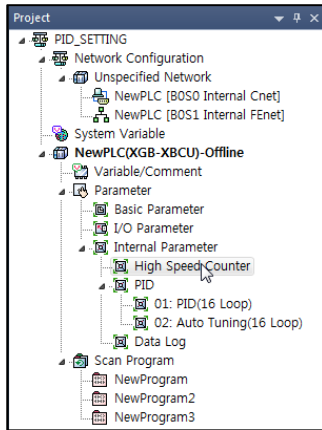 Project
PID_SETTING
Network Configuration
Unspecified Network
NewPLC [B0S0 Internal Cnet]
NewPLC [B0S1 Internal FEnet]
System Variable
NewPLC(XGB-XBCU)-Offline
Variable/Comment
Parameter
Basic Parameter
I/O Parameter
Internal Parameter
High Speed Counter
PID
01: PID(16 Loop)
02: Auto Tuning(16 Loop)
Data Log
Scan Program
NewProgram
NewProgram2
NewProgram3